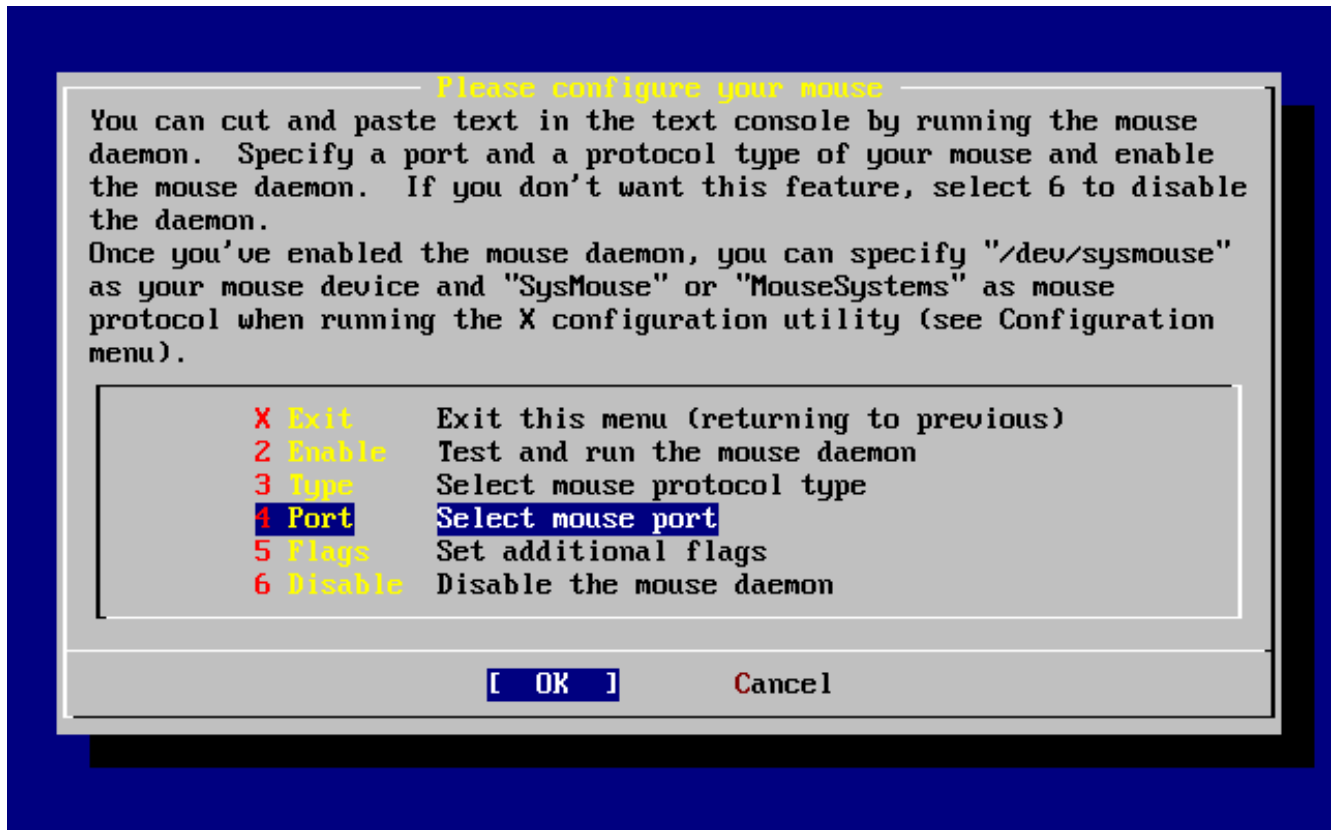 Please configure your mouse
You can cut and paste text in the text console by running the mouse
daemon.  Specify a port and a protocol type of your mouse and enable
the mouse daemon.  If you don't want this feature, select 6 to disable
the daemon.
Once you've enabled the mouse daemon, you can specify "/dev/sysmouse"
as your mouse device and "SysMouse" or "MouseSystems" as mouse
protocol when running the X configuration utility (see Configuration
menu).
X Exit     Exit this menu (returning to previous)
2 Enable   Test and run the mouse daemon
3 Type     Select mouse protocol type
4 Port     Select mouse port
5 Flags    Set additional flags
6 Disable  Disable the mouse daemon
[  OK  ]       Cancel